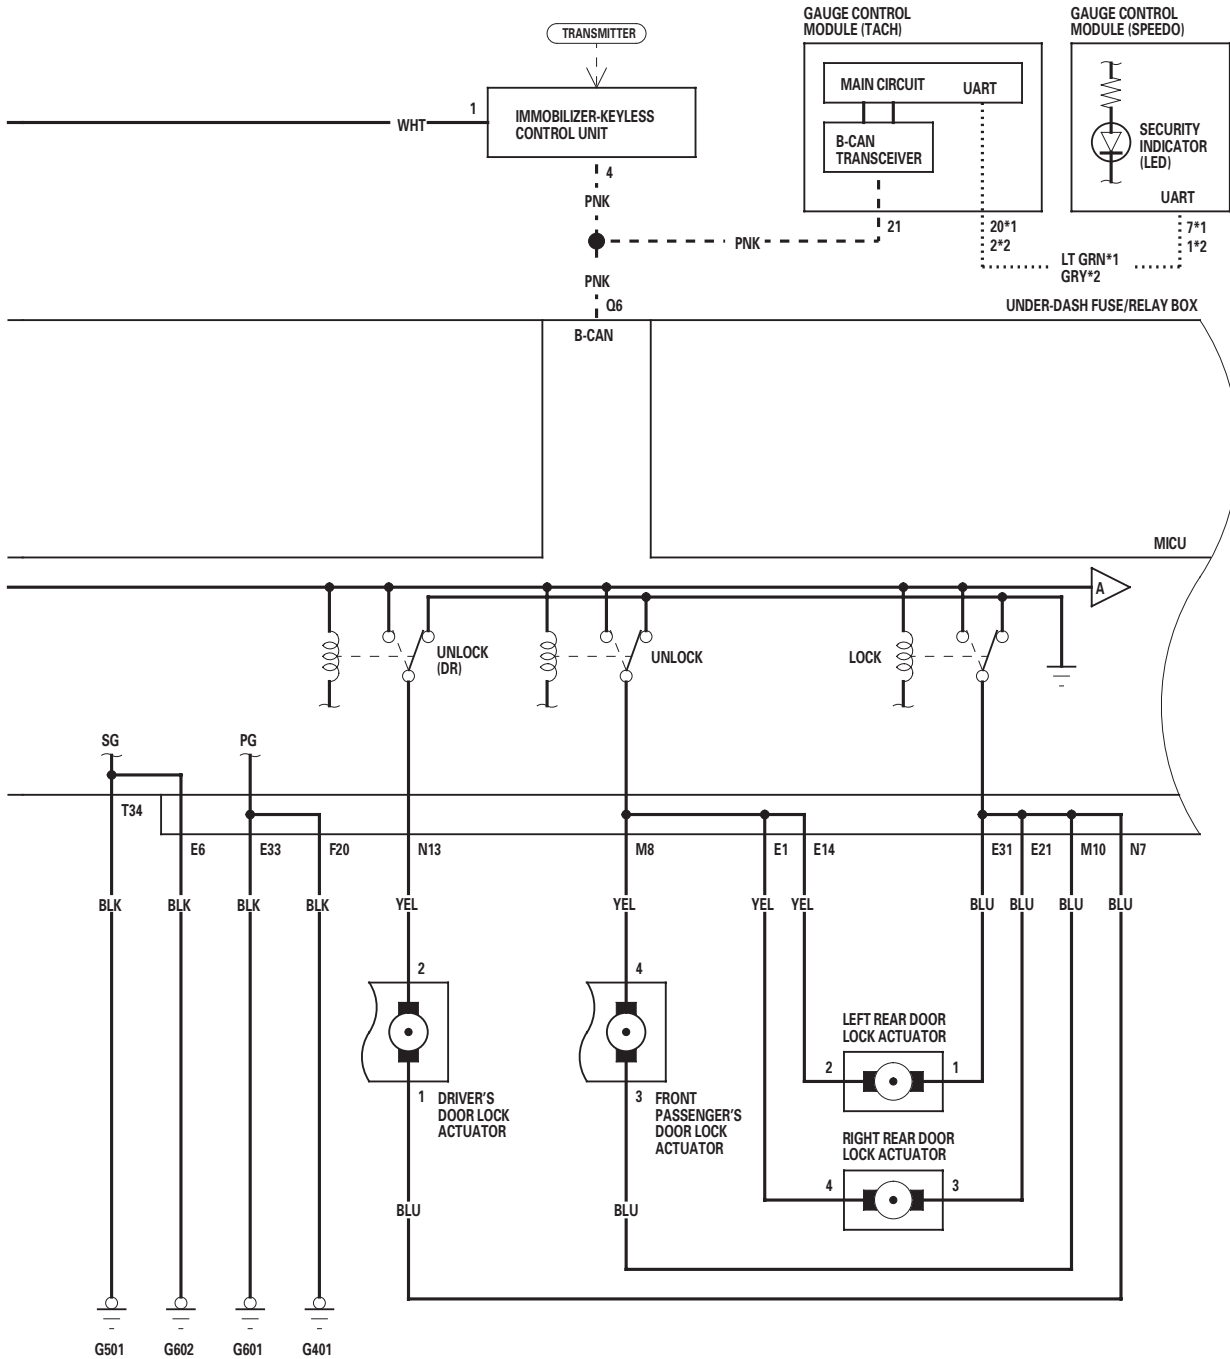 GAUGE CONTROL
MODULE (TACH)
GAUGE CONTROL
MODULE (SPEEDO)
TRANSMITTER
MAIN CIRCUIT
UART
1
IMMOBILIZER-KEYLESS
CONTROL UNIT
WHT
B-CAN
TRANSCEIVER
SECURITY
INDICATOR
(LED)
4
PNK
UART
21
20*1
2*2
7*1
1*2
PNK
LT GRN*1
GRY*2
PNK
Q6
UNDER-DASH FUSE/RELAY BOX
B-CAN
MICU
A
UNLOCK
(DR)
UNLOCK
LOCK
SG
PG
T34
E6
E33
F20
N13
M8
E1
E14
E31
E21
M10
N7
BLK
BLK
BLK
BLK
YEL
YEL
YEL
YEL
BLU
BLU
BLU
BLU
2
4
LEFT REAR DOOR
LOCK ACTUATOR
2
1
1
DRIVER'S
DOOR LOCK
ACTUATOR
3
FRONT
PASSENGER'S
DOOR LOCK
ACTUATOR
RIGHT REAR DOOR
LOCK ACTUATOR
4
3
BLU
BLU
G501
G602
G601
G401